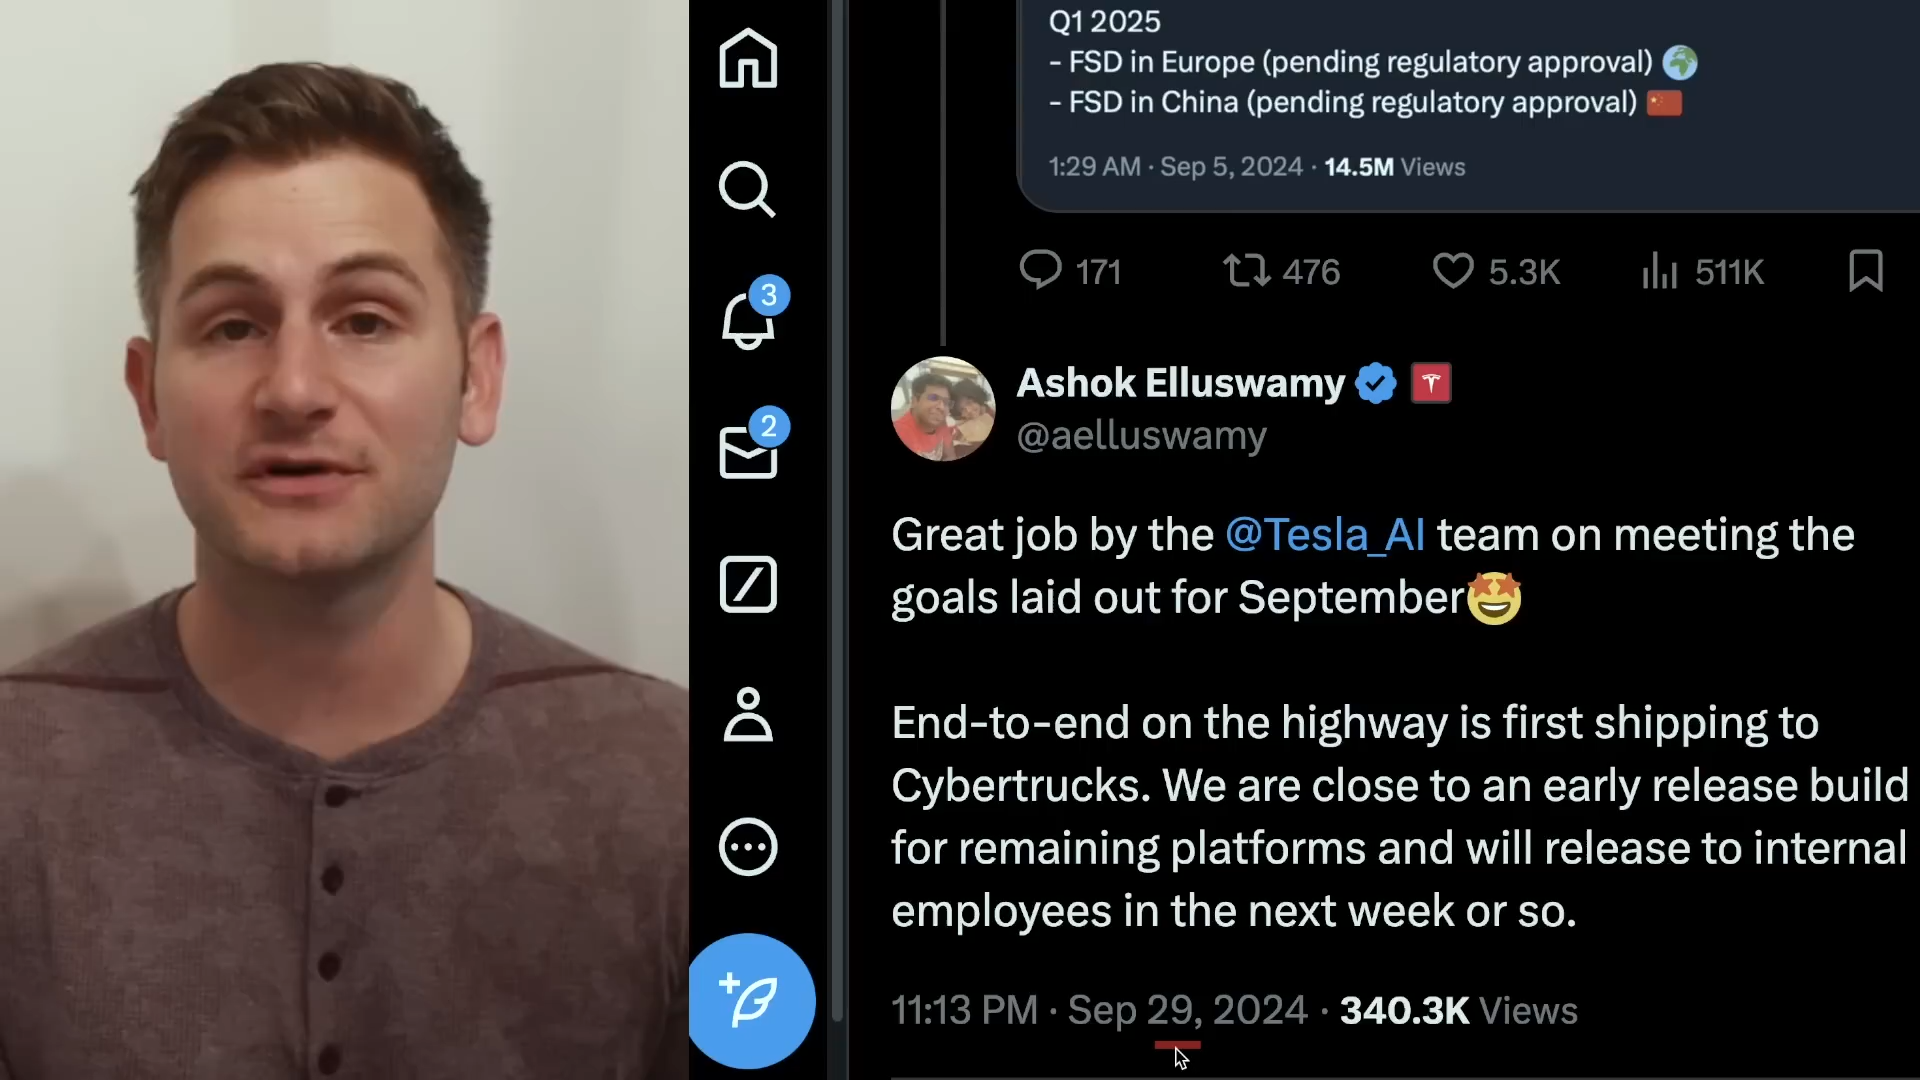 Q1 2025
- FSD in Europe (pending regulatory approval) 🌍
- FSD in China (pending regulatory approval) 🇨🇳
1:29 AM · Sep 5, 2024 · 14.5M Views
171 476 5.3K 511K
3
2
Ashok Elluswamy
@aelluswamy
Great job by the @Tesla_AI team on meeting the
goals laid out for September🤩
End-to-end on the highway is first shipping to
Cybertrucks. We are close to an early release build
for remaining platforms and will release to internal
employees in the next week or so.
11:13 PM · Sep 29, 2024 · 340.3K Views